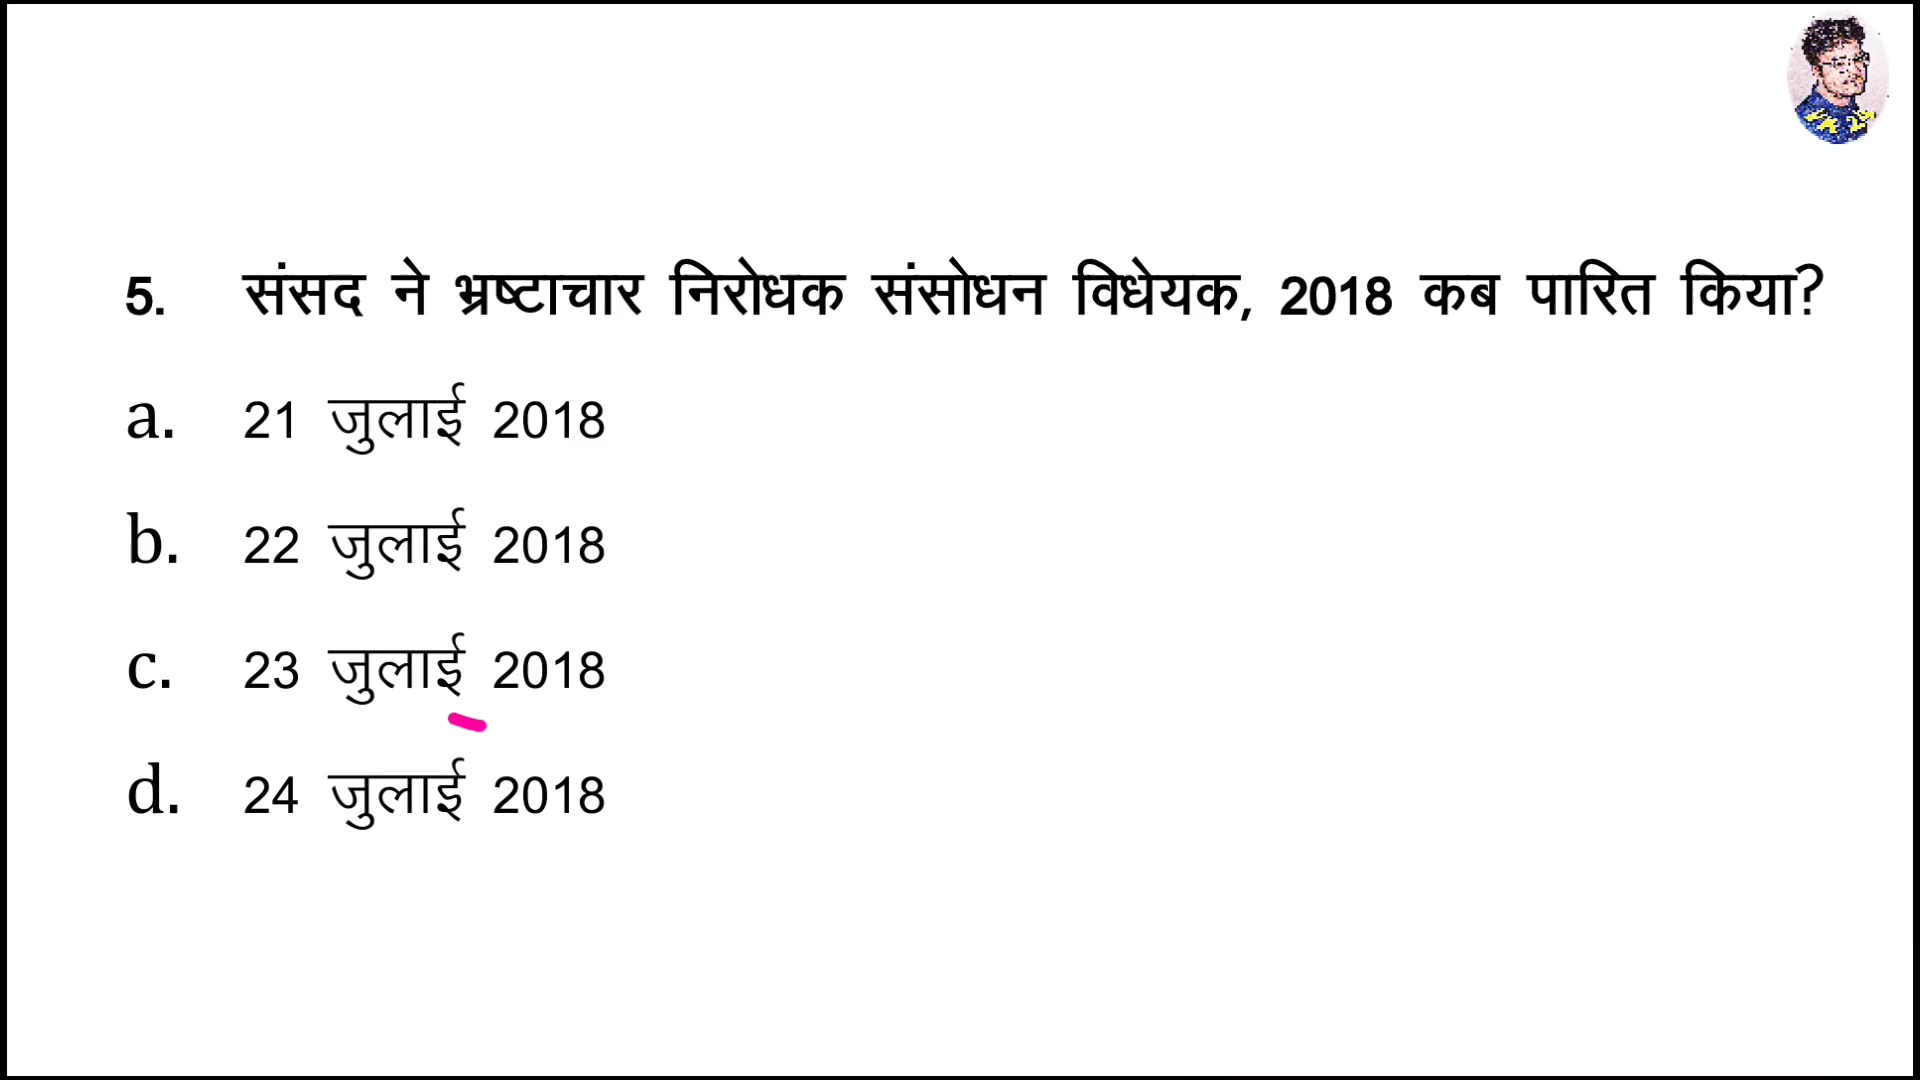 5. संसद ने भ्रष्टाचार निरोधक संसोधन विधेयक, 2018 कब पारित किया?
a. 21 जुलाई 2018
b. 22 जुलाई 2018
c. 23 जुलाई 2018
d. 24 जुलाई 2018